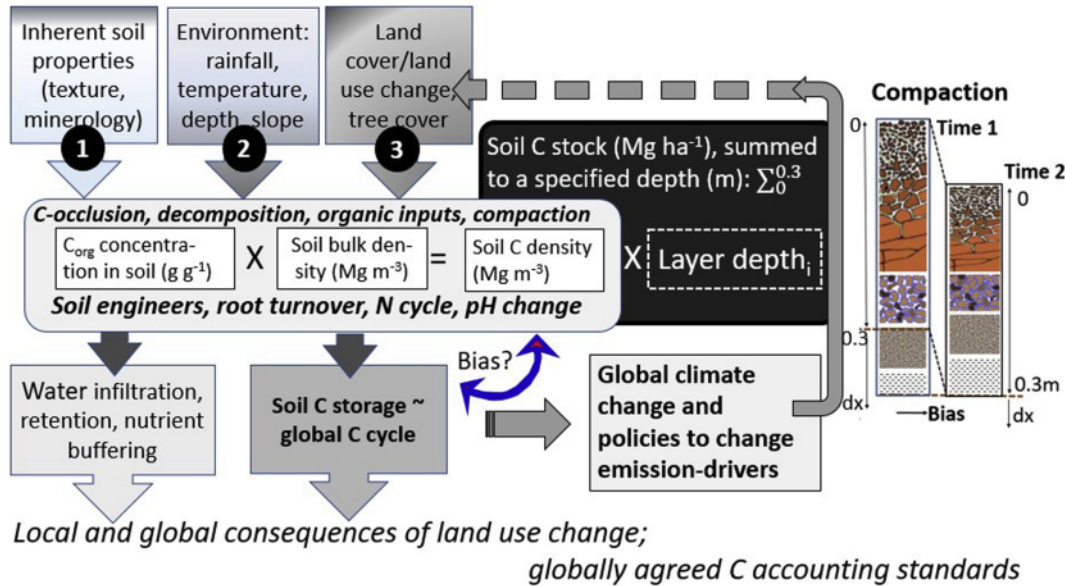 Inherent soil
properties
(texture,
minerology)
1
Environment:
rainfall,
temperature,
depth, slope
2
Land
cover/land
use change,
tree cover
3
Soil C stock (Mg ha⁻¹), summed
to a specified depth (m): ∑₀⁰·³
C-occlusion, decomposition, organic inputs, compaction
C_org concentra-
tion in soil (g g⁻¹)
X
Soil bulk den-
sity (Mg m⁻³)
=
Soil C density
(Mg m⁻³)
X
Layer depthᵢ
Soil engineers, root turnover, N cycle, pH change
Water infiltration,
retention, nutrient
buffering
Soil C storage ~
global C cycle
Bias?
Global climate
change and
policies to change
emission-drivers
Compaction
0
Time 1
Time 2
0
0.3
0.3m
dx
Bias
dx
Local and global consequences of land use change;
globally agreed C accounting standards